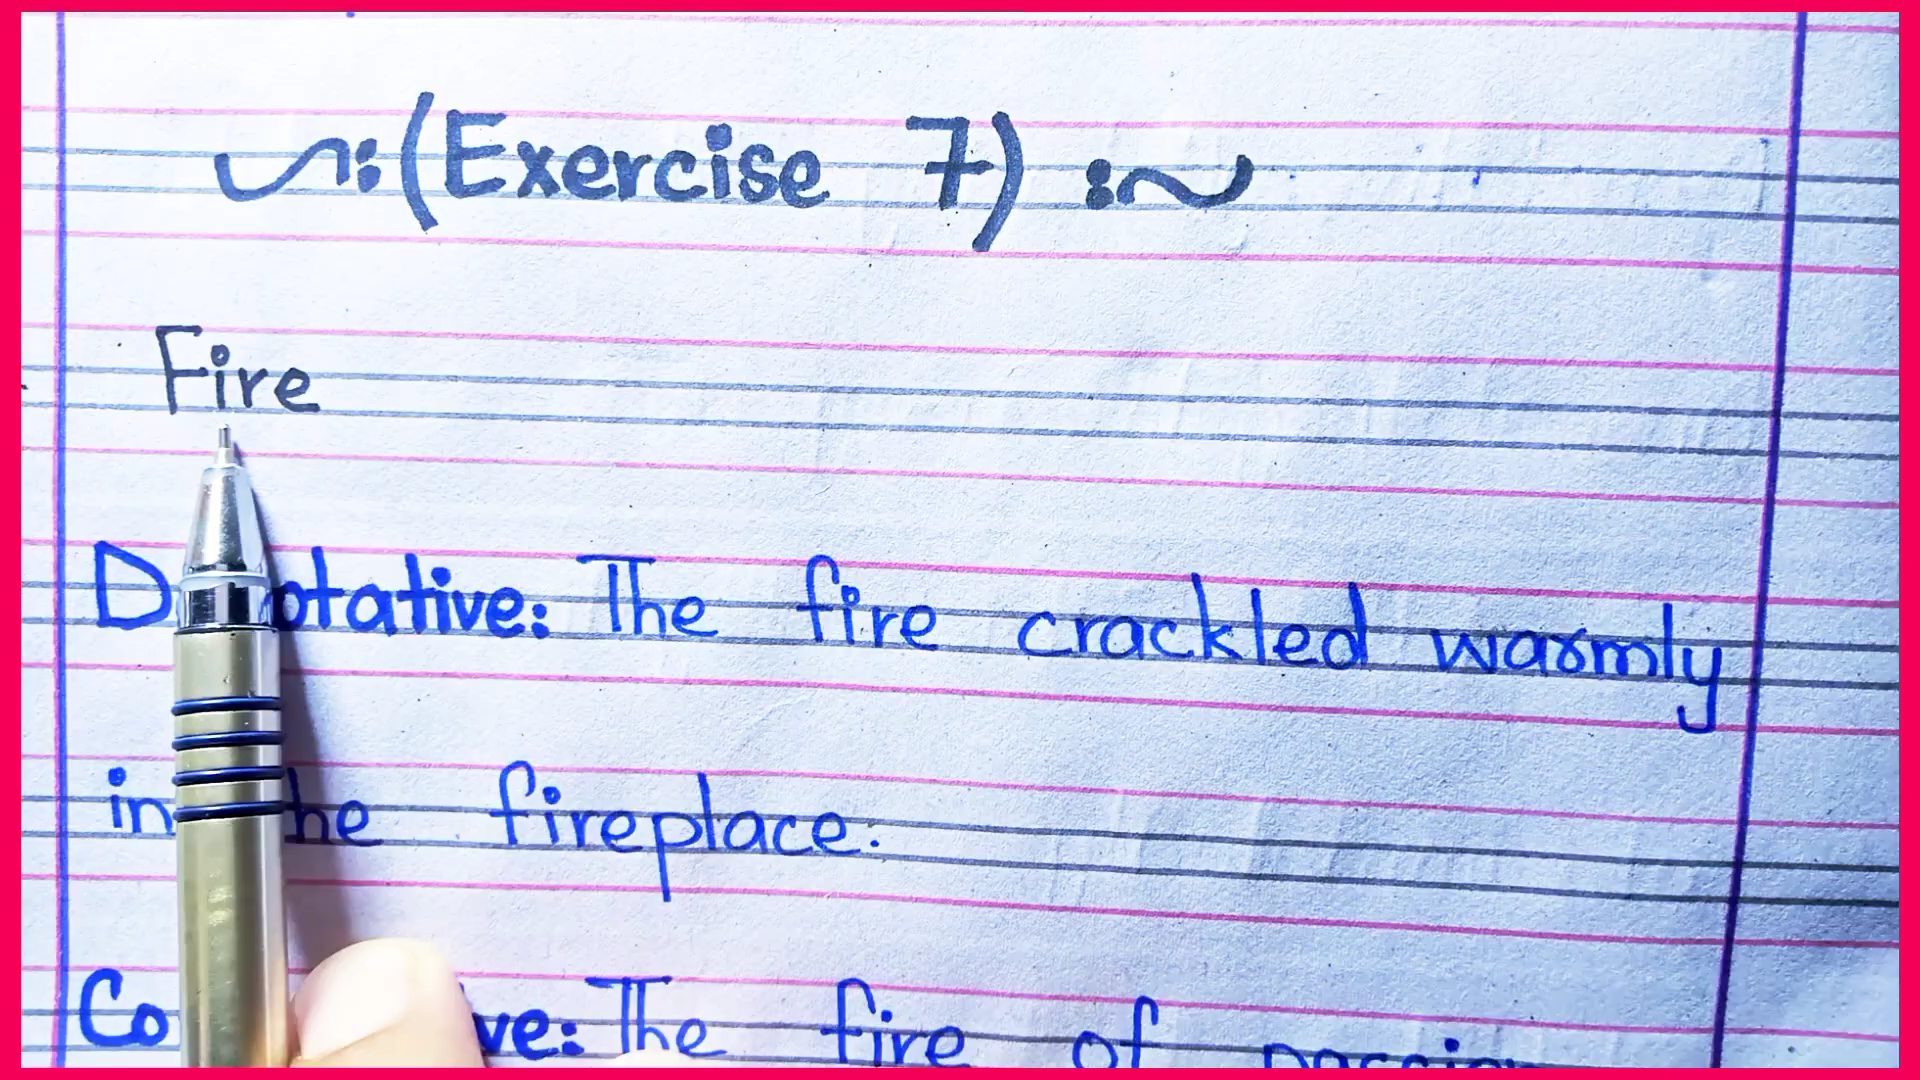 ~:(Exercise 7):~
Fire
D otative: The fire crackled warmly
in he fireplace.
Co ve: The fire of